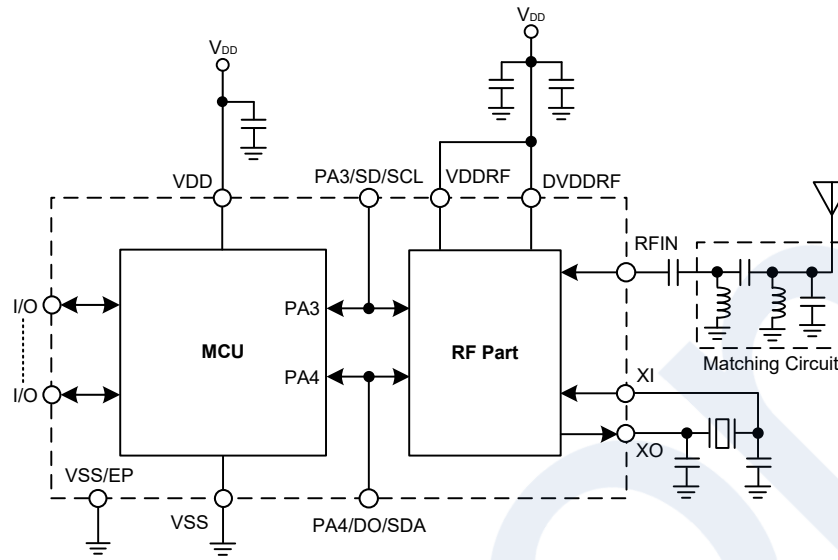 VDD
VDD
VDD
PA3/SD/SCL
VDDRF
DVDDRF
RFIN
I/O
PA3
MCU
RF Part
Matching Circuit
I/O
PA4
XI
XO
VSS/EP
VSS
PA4/DO/SDA